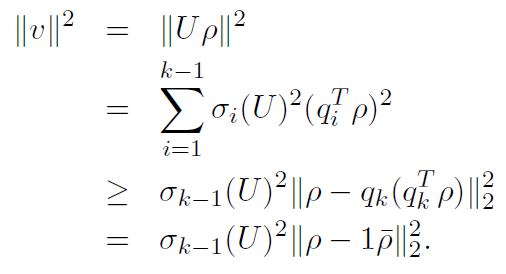 ‖v‖² = ‖Uρ‖²
= ∑_{i=1}^{k−1} σ_i(U)²(q_i^T ρ)²
≥ σ_{k−1}(U)²‖ρ − q_k(q_k^T ρ)‖₂²
= σ_{k−1}(U)²‖ρ − 1ρ̄‖₂².